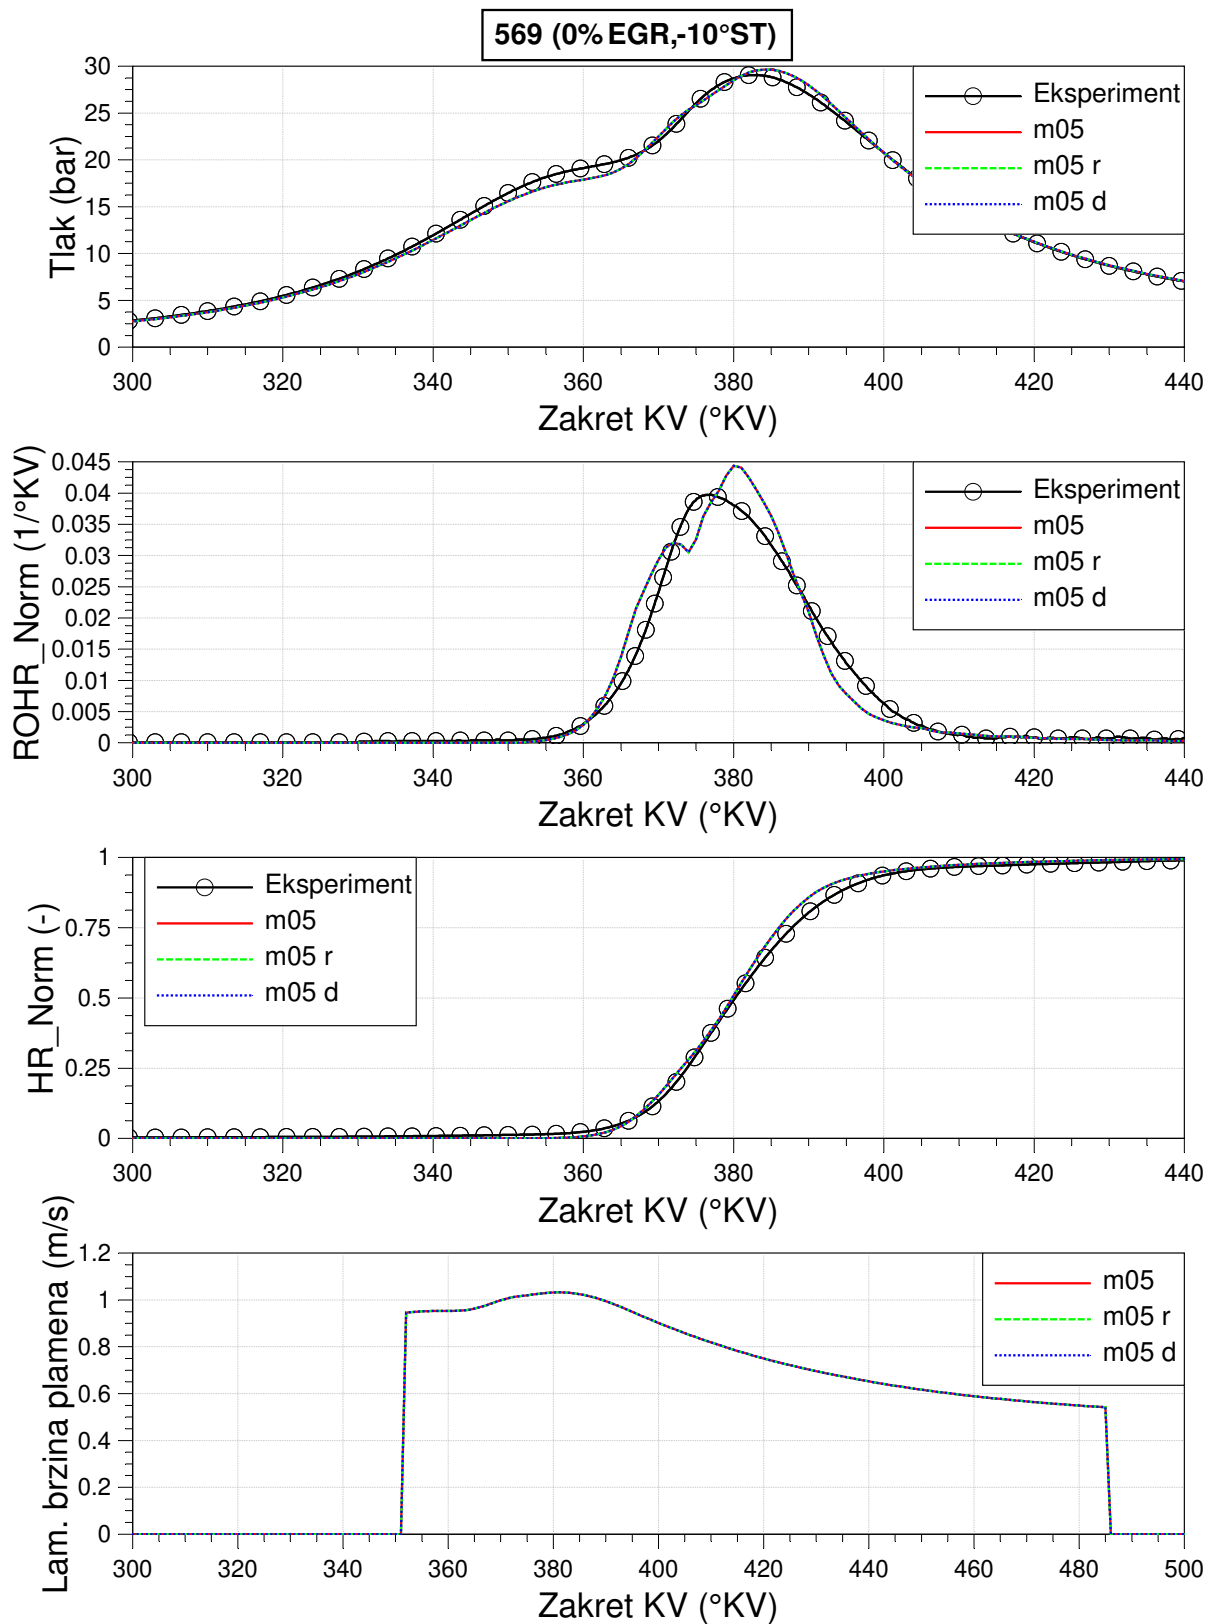 569 (0% EGR,-10°ST)
Tlak (bar)
30
25
20
15
10
5
0
Eksperiment
m05
m05 r
m05 d
300 320 340 360 380 400 420 440
Zakret KV (°KV)
ROHR_Norm (1/°KV)
0.045
0.04
0.035
0.03
0.025
0.02
0.015
0.01
0.005
0
Eksperiment
m05
m05 r
m05 d
300 320 340 360 380 400 420 440
Zakret KV (°KV)
HR_Norm (-)
1
0.75
0.5
0.25
0
Eksperiment
m05
m05 r
m05 d
300 320 340 360 380 400 420 440
Zakret KV (°KV)
Lam. brzina plamena (m/s)
1.2
1
0.8
0.6
0.4
0.2
0
m05
m05 r
m05 d
300 320 340 360 380 400 420 440 460 480 500
Zakret KV (°KV)